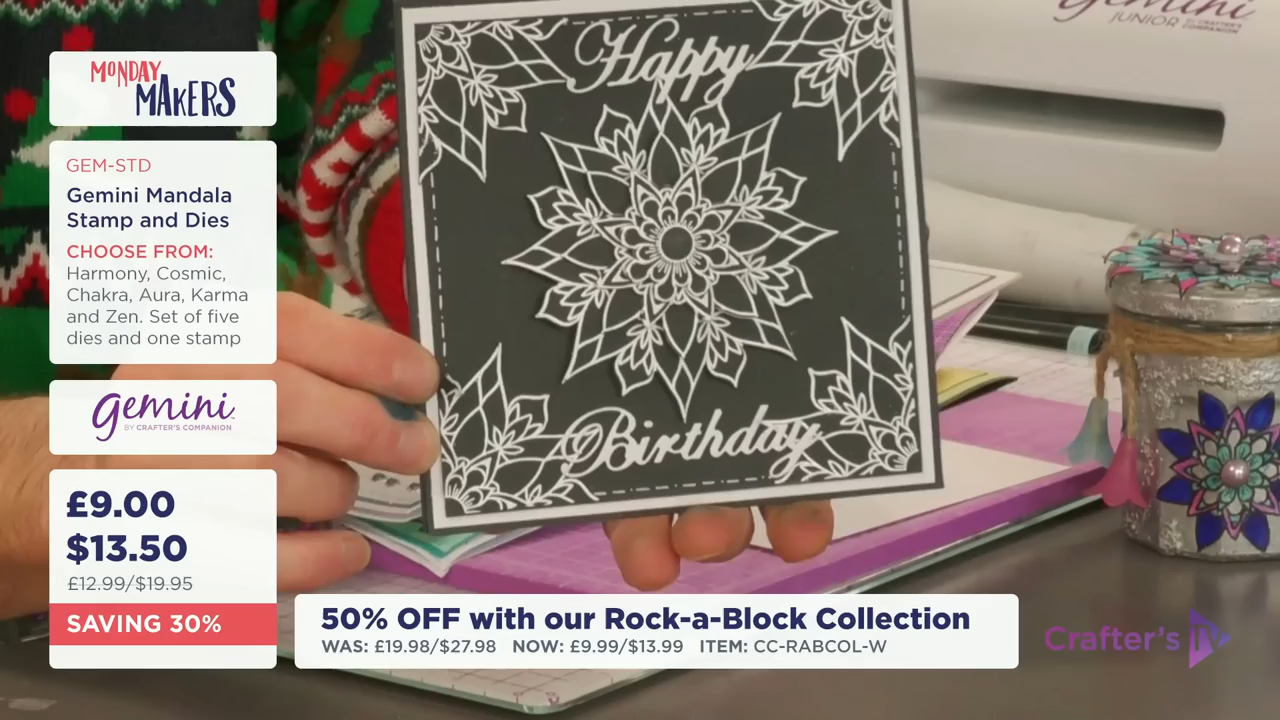 MONDAY
MAKERS
GEM-STD
Gemini Mandala
Stamp and Dies
CHOOSE FROM:
Harmony, Cosmic,
Chakra, Aura, Karma
and Zen. Set of five
dies and one stamp
gemini
BY CRAFTER'S COMPANION
£9.00
$13.50
£12.99/$19.95
SAVING 30%
Happy
Birthday
gemini
JUNIOR BY CRAFTER'S
COMPANION
50% OFF with our Rock-a-Block Collection
WAS: £19.98/$27.98 NOW: £9.99/$13.99 ITEM: CC-RABCOL-W
Crafter's TV